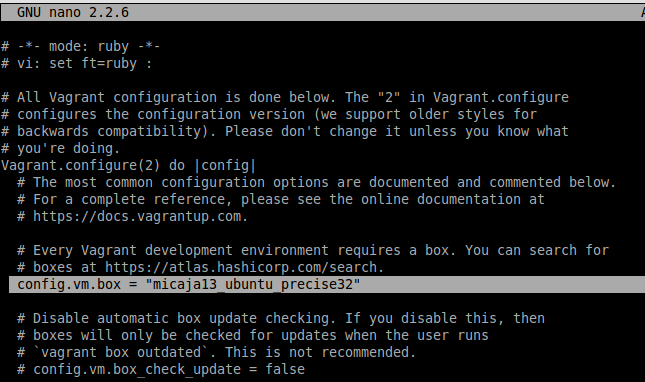 GNU nano 2.2.6
# -*- mode: ruby -*-
# vi: set ft=ruby :
# All Vagrant configuration is done below. The "2" in Vagrant.configure
# configures the configuration version (we support older styles for
# backwards compatibility). Please don't change it unless you know what
# you're doing.
Vagrant.configure(2) do |config|
# The most common configuration options are documented and commented below.
# For a complete reference, please see the online documentation at
# https://docs.vagrantup.com.
# Every Vagrant development environment requires a box. You can search for
# boxes at https://atlas.hashicorp.com/search.
config.vm.box = "micaja13_ubuntu_precise32"
# Disable automatic box update checking. If you disable this, then
# boxes will only be checked for updates when the user runs
# `vagrant box outdated`. This is not recommended.
# config.vm.box_check_update = false